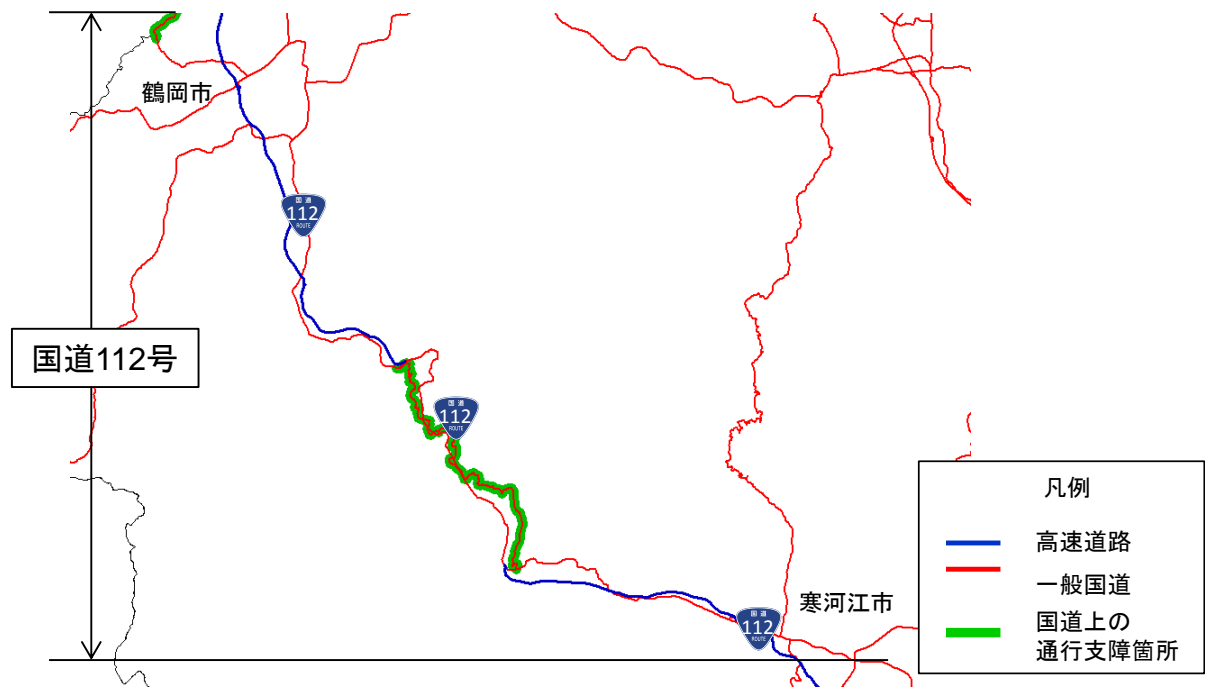 鶴岡市
国道
112
ROUTE
国道112号
国道
112
ROUTE
凡例
高速道路
一般国道
国道上の
通行支障箇所
寒河江市
国道
112
ROUTE